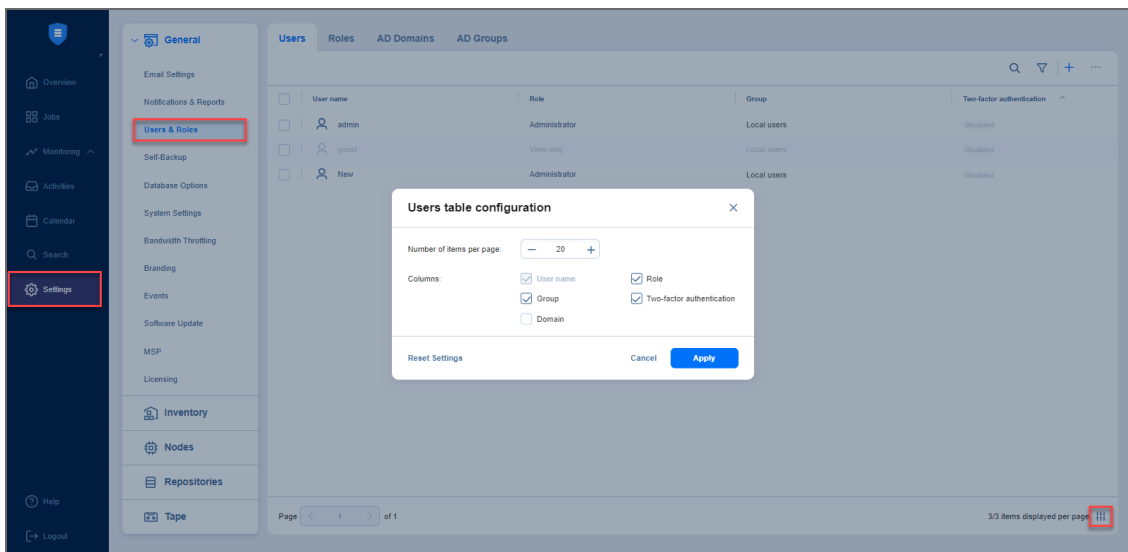 Overview
Jobs
Monitoring
Activities
Calendar
Search
Settings
Help
Logout
General
Email Settings
Notifications & Reports
Users & Roles
Self-Backup
Database Options
System Settings
Bandwidth Throttling
Branding
Events
Software Update
MSP
Licensing
Inventory
Nodes
Repositories
Tape
Users Roles AD Domains AD Groups
User name Role Group Two-factor authentication
admin Administrator Local users Disabled
guest View only Local users Disabled
New Administrator Local users Disabled
Users table configuration
Number of items per page: 20
Columns: User name Role
Group Two-factor authentication
Domain
Reset Settings Cancel Apply
Page 1 of 1 3/3 items displayed per page